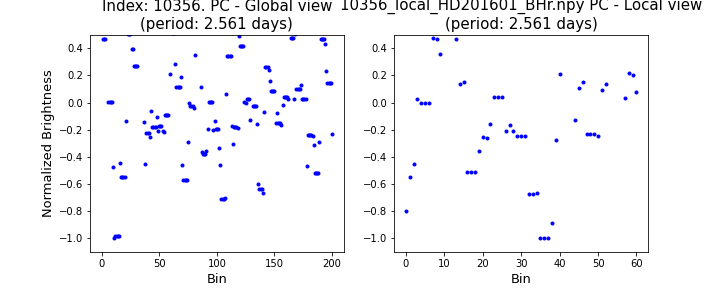 Index: 10356. PC - Global view
(period: 2.561 days)
10356_local_HD201601_BHr.npy PC - Local view
(period: 2.561 days)
Normalized Brightness
0.4
0.2
0.0
−0.2
−0.4
−0.6
−0.8
−1.0
0 50 100 150 200
Bin
0.4
0.2
0.0
−0.2
−0.4
−0.6
−0.8
−1.0
0 10 20 30 40 50 60
Bin